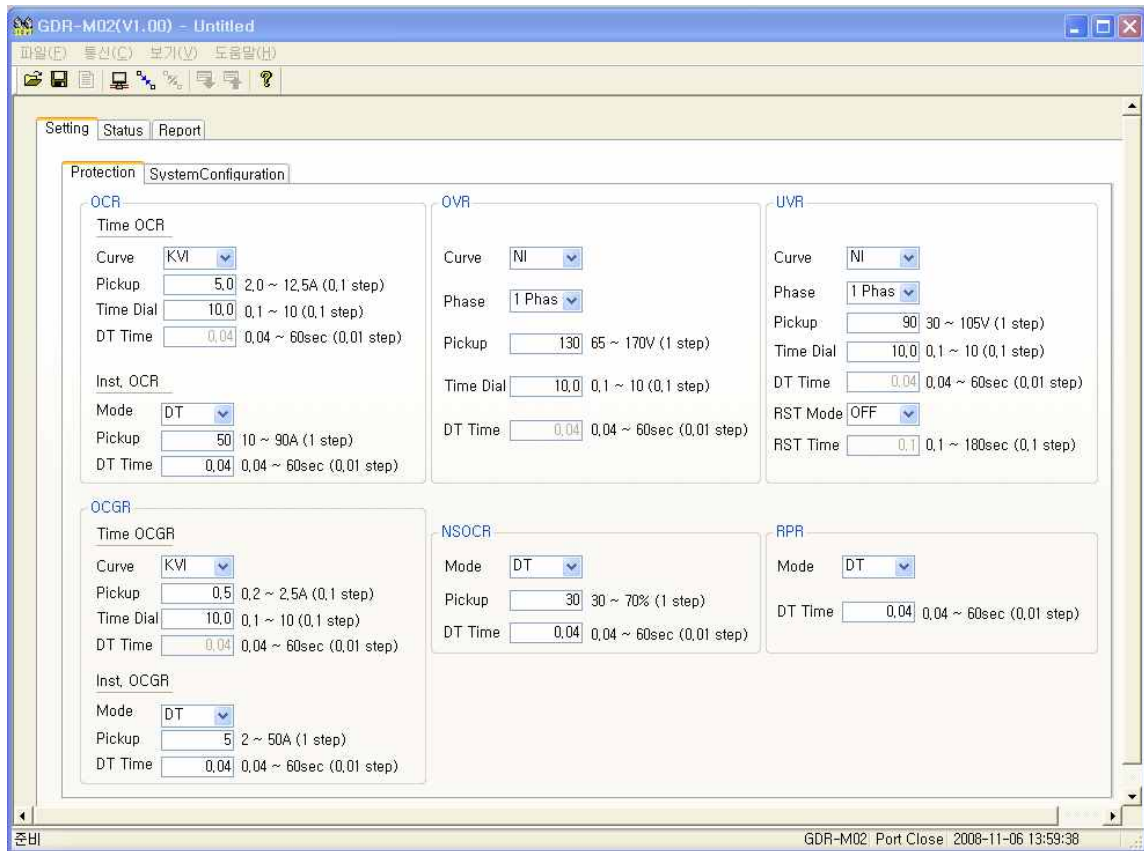 GDR-M02(V1.00) - Untitled
파일(F) 통신(C) 보기(V) 도움말(H)
Setting Status Report
Protection SystemConfiguration
OCR
Time OCR
Curve KVI
Pickup 5.0 2.0 ~ 12.5A (0.1 step)
Time Dial 10.0 0.1 ~ 10 (0.1 step)
DT Time 0.04 0.04 ~ 60sec (0.01 step)
Inst. OCR
Mode DT
Pickup 50 10 ~ 90A (1 step)
DT Time 0.04 0.04 ~ 60sec (0.01 step)
OVR
Curve NI
Phase 1 Phas
Pickup 130 65 ~ 170V (1 step)
Time Dial 10.0 0.1 ~ 10 (0.1 step)
DT Time 0.04 0.04 ~ 60sec (0.01 step)
UVR
Curve NI
Phase 1 Phas
Pickup 90 30 ~ 105V (1 step)
Time Dial 10.0 0.1 ~ 10 (0.1 step)
DT Time 0.04 0.04 ~ 60sec (0.01 step)
RST Mode OFF
RST Time 0.1 0.1 ~ 180sec (0.1 step)
OCGR
Time OCGR
Curve KVI
Pickup 0.5 0.2 ~ 2.5A (0.1 step)
Time Dial 10.0 0.1 ~ 10 (0.1 step)
DT Time 0.04 0.04 ~ 60sec (0.01 step)
Inst. OCGR
Mode DT
Pickup 5 2 ~ 50A (1 step)
DT Time 0.04 0.04 ~ 60sec (0.01 step)
NSOCR
Mode DT
Pickup 30 30 ~ 70% (1 step)
DT Time 0.04 0.04 ~ 60sec (0.01 step)
RPR
Mode DT
DT Time 0.04 0.04 ~ 60sec (0.01 step)
준비 GDR-M02 Port Close 2008-11-06 13:59:38